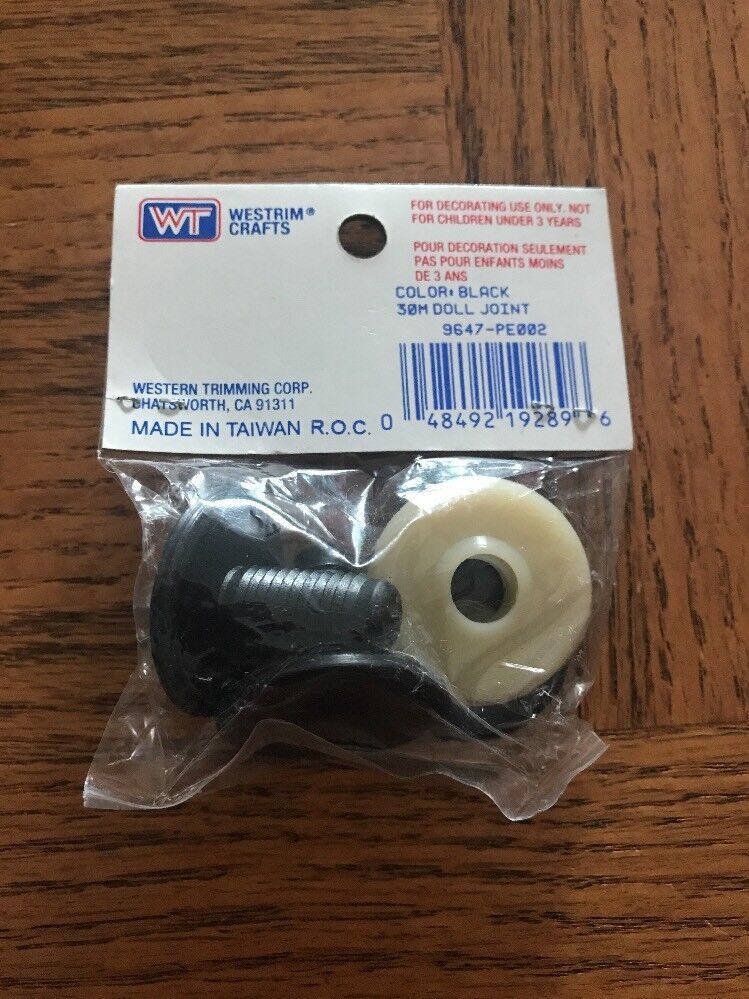 WT WESTRIM®
CRAFTS
FOR DECORATING USE ONLY. NOT
FOR CHILDREN UNDER 3 YEARS
POUR DECORATION SEULEMENT
PAS POUR ENFANTS MOINS
DE 3 ANS
COLOR: BLACK
30M DOLL JOINT
9647-PE002
WESTERN TRIMMING CORP.
CHATSWORTH, CA 91311
MADE IN TAIWAN R.O.C.
0 48492 19289 6